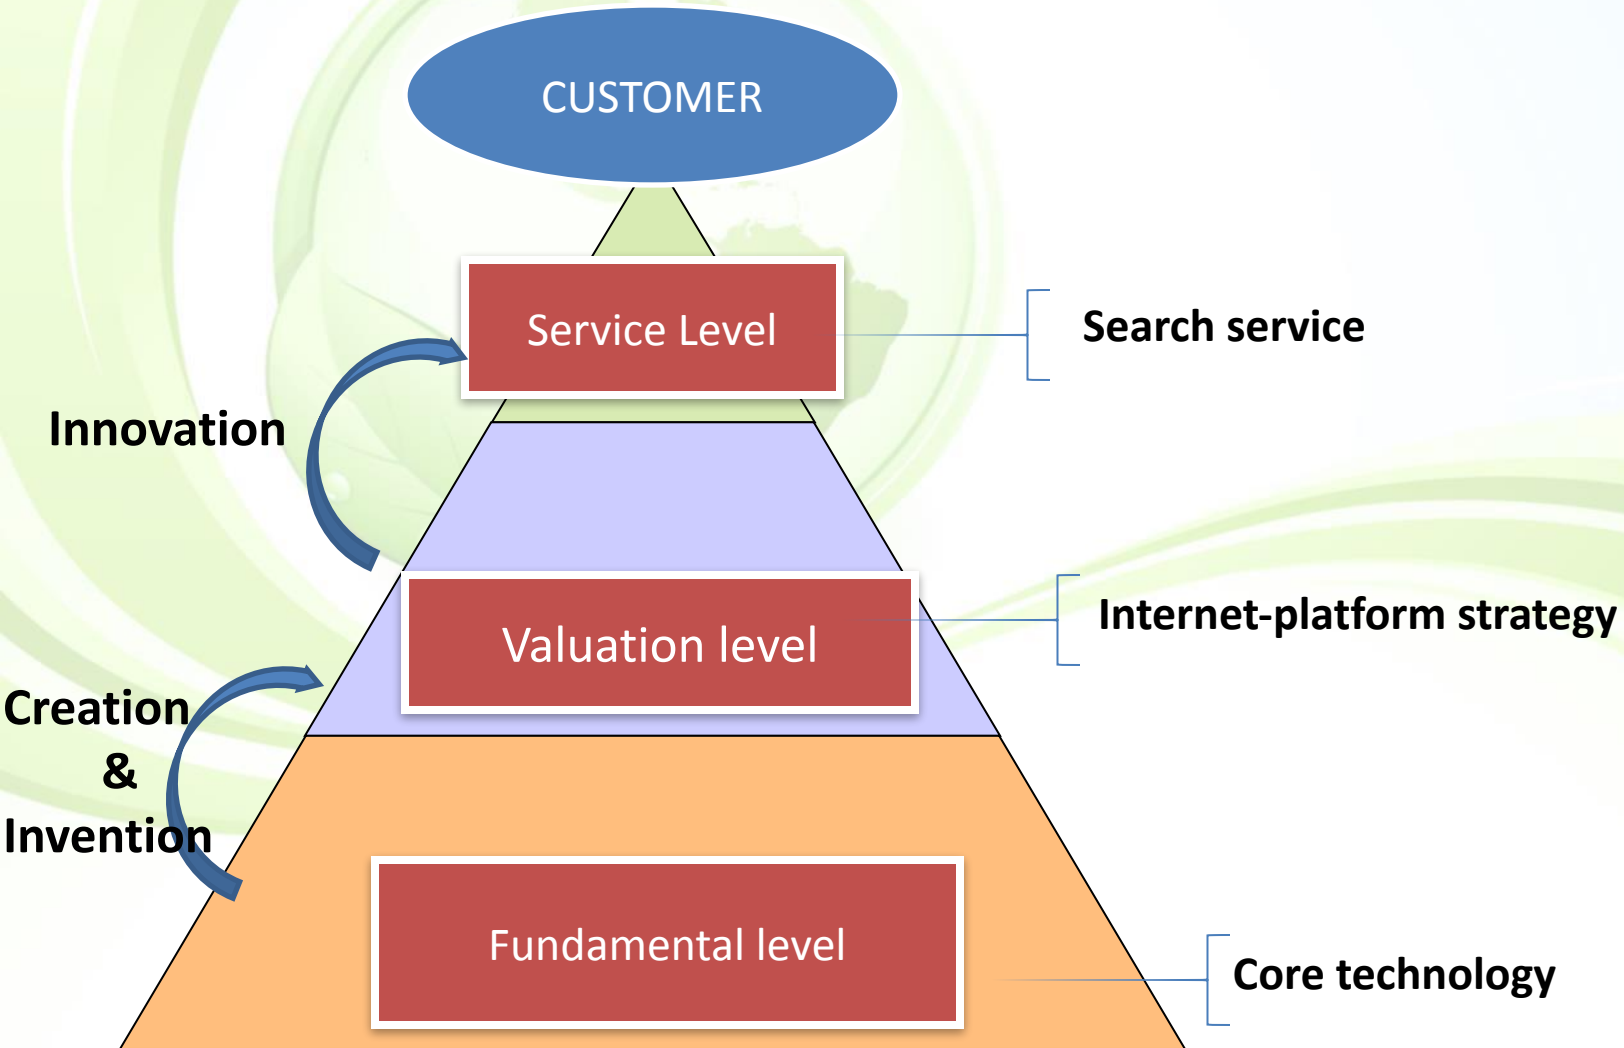 CUSTOMER
Service Level
Search service
Innovation
Valuation level
Internet-platform strategy
Creation
&
Invention
Fundamental level
Core technology